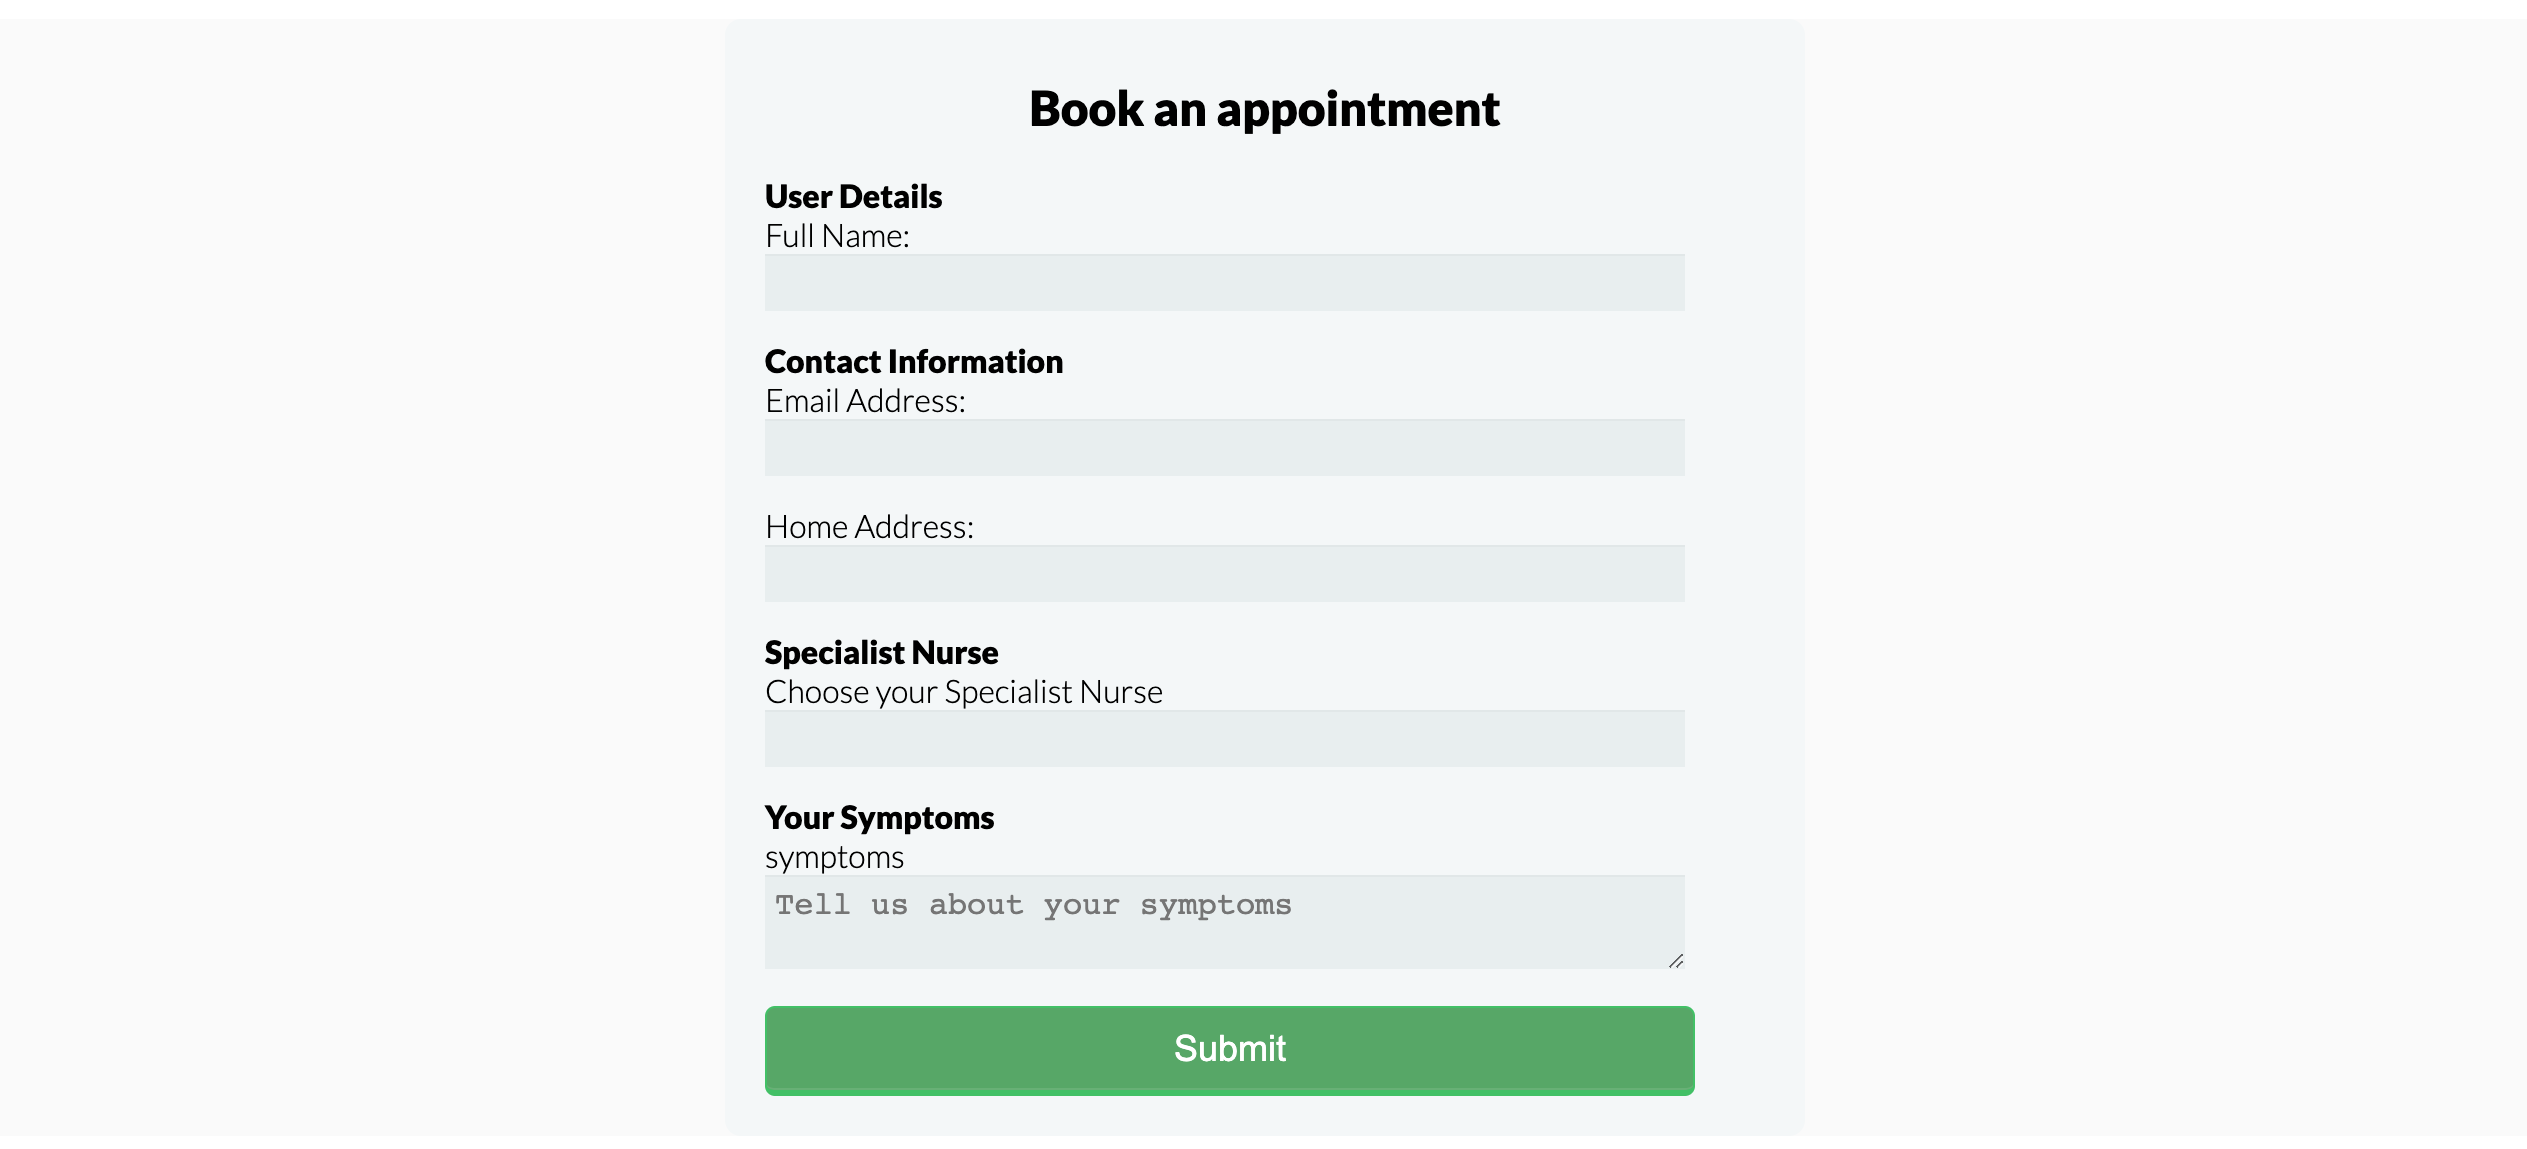 Book an appointment
User Details
Full Name:
Contact Information
Email Address:
Home Address:
Specialist Nurse
Choose your Specialist Nurse
Your Symptoms
symptoms
Tell us about your symptoms
Submit